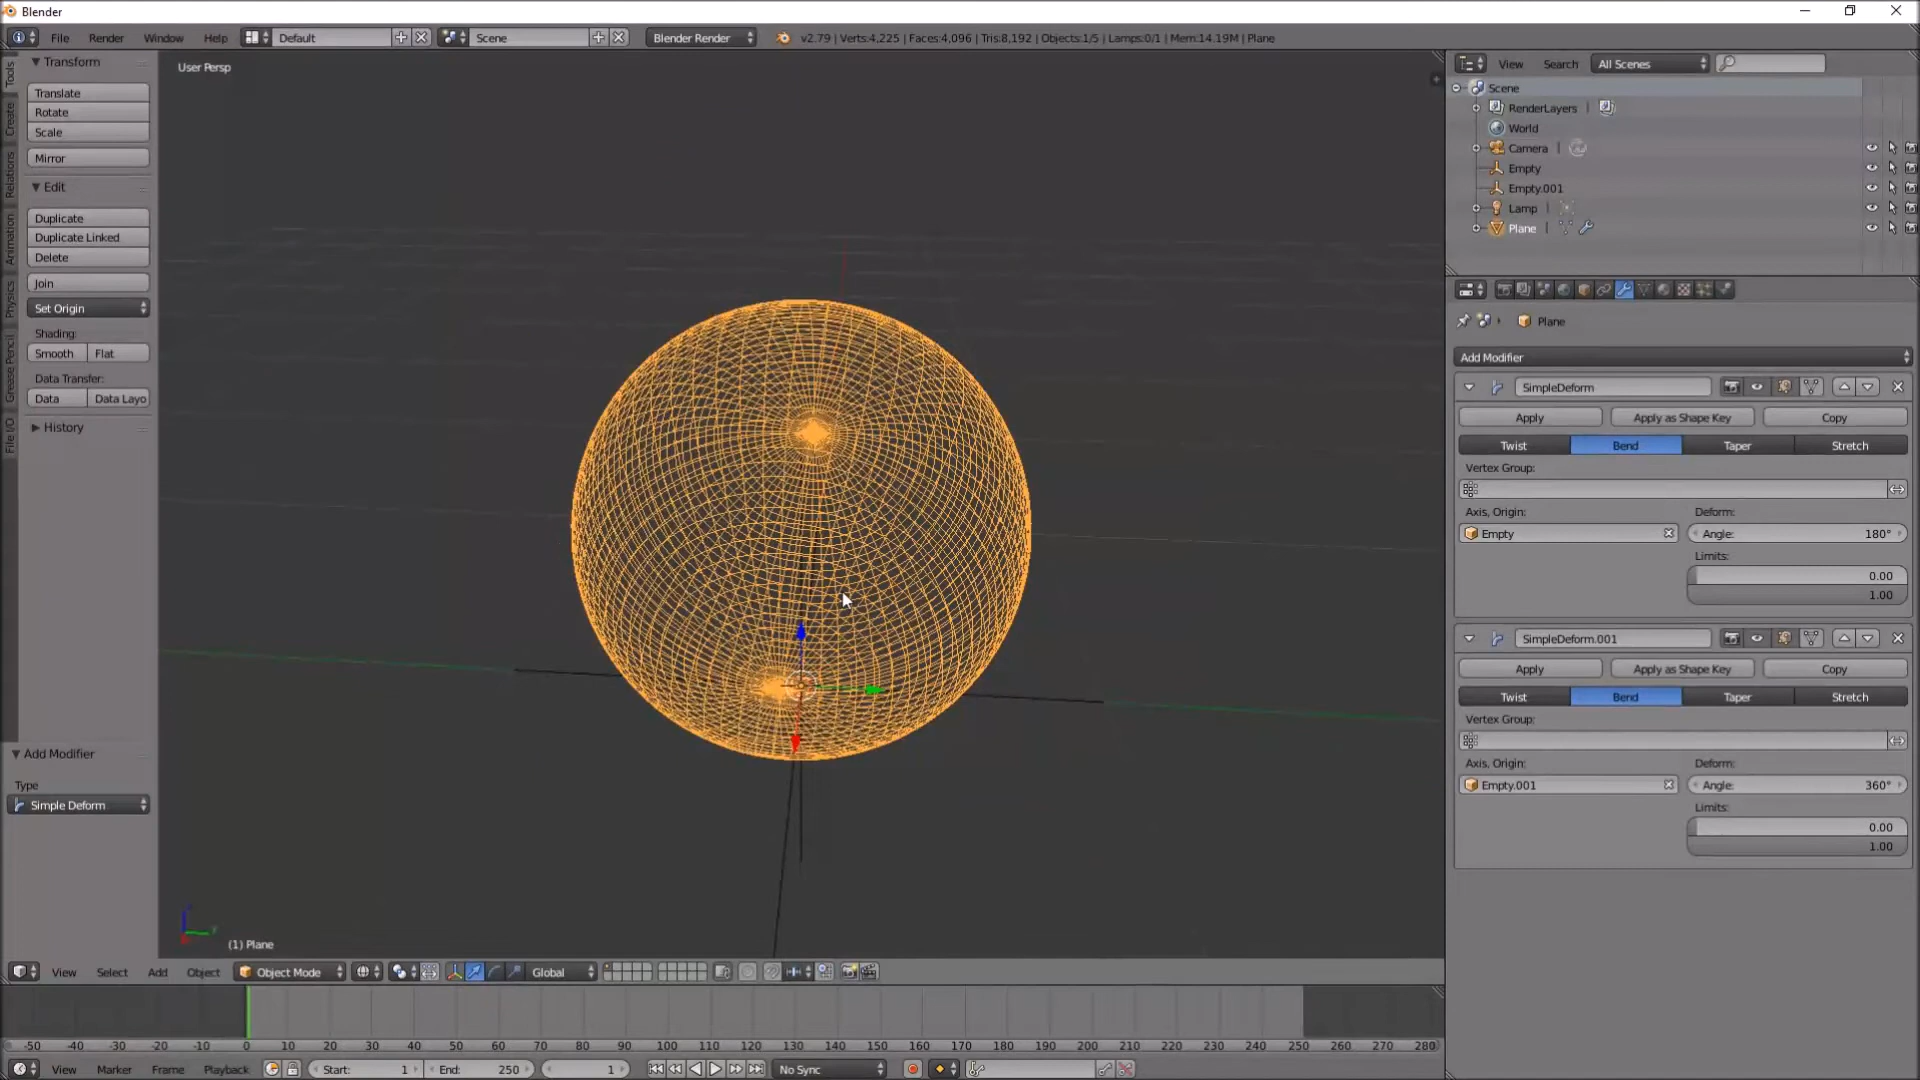 Blender
File Render Window Help Default Scene Blender Render v2.79 | Verts:4,225 | Faces:4,096 | Tris:8,192 | Objects:1/5 | Lamps:0/1 | Mem:14.19M | Plane
Tools
Create
Relations
Animation
Physics
Grease Pencil
File I/O
Transform
Translate
Rotate
Scale
Mirror
Edit
Duplicate
Duplicate Linked
Delete
Join
Set Origin
Shading:
Smooth Flat
Data Transfer:
Data Data Layo
History
Add Modifier
Type
Simple Deform
User Persp
(1) Plane
View Search All Scenes
Scene
RenderLayers |
World
Camera |
Empty
Empty.001
Lamp |
Plane |
Plane
Add Modifier
SimpleDeform
Apply Apply as Shape Key Copy
Twist Bend Taper Stretch
Vertex Group:
Axis, Origin: Deform:
Empty Angle: 180°
Limits:
0.00
1.00
SimpleDeform.001
Apply Apply as Shape Key Copy
Twist Bend Taper Stretch
Vertex Group:
Axis, Origin: Deform:
Empty.001 Angle: 360°
Limits:
0.00
1.00
View Select Add Object Object Mode Global
-50 -40 -30 -20 -10 0 10 20 30 40 50 60 70 80 90 100 110 120 130 140 150 160 170 180 190 200 210 220 230 240 250 260 270 280
View Marker Frame Playback Start: 1 End: 250 1 No Sync